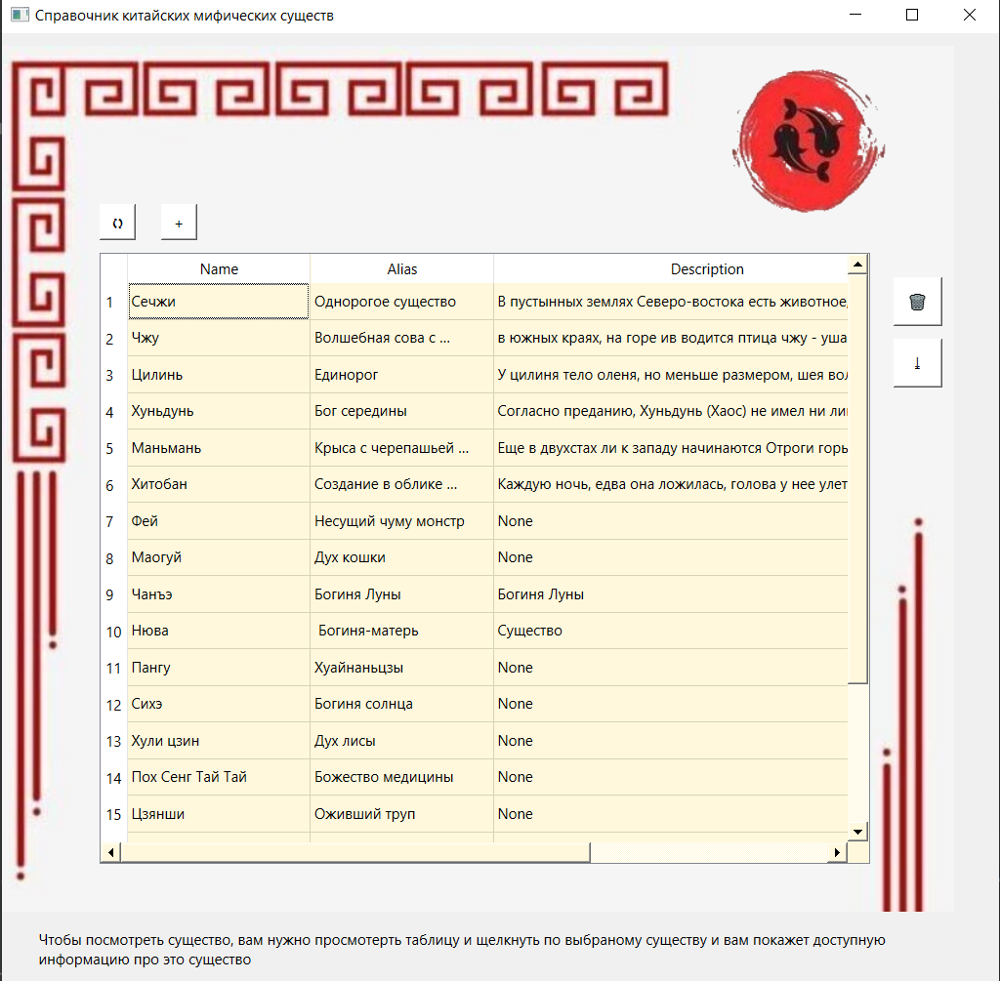 Справочник китайских мифических существ
+
Name Alias Description
1 Сечжи Однорогое существо В пустынных землях Северо-востока есть животное,
2 Чжу Волшебная сова с ... в южных краях, на горе ив водится птица чжу - уша
3 Цилинь Единорог У цилиня тело оленя, но меньше размером, шея вол
4 Хуньдунь Бог середины Согласно преданию, Хуньдунь (Хаос) не имел ни ли
5 Маньмань Крыса с черепашьей ... Еще в двухстах ли к западу начинаются Отроги горы
6 Хитобан Создание в облике ... Каждую ночь, едва она ложилась, голова у нее улет
7 Фей Несущий чуму монстр None
8 Маогуй Дух кошки None
9 Чанъэ Богиня Луны Богиня Луны
10 Нюва Богиня-матерь Существо
11 Пангу Хуайнаньцзы None
12 Сихэ Богиня солнца None
13 Хули цзин Дух лисы None
14 Пох Сенг Тай Тай Божество медицины None
15 Цзянши Оживший труп None
Чтобы посмотреть существо, вам нужно просмотерть таблицу и щелкнуть по выбраному существу и вам покажет доступную
информацию про это существо